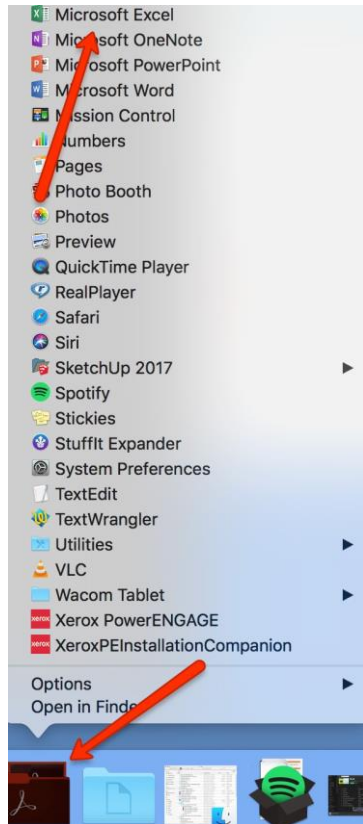 Microsoft Excel
Microsoft OneNote
Microsoft PowerPoint
Microsoft Word
Mission Control
Numbers
Pages
Photo Booth
Photos
Preview
QuickTime Player
RealPlayer
Safari
Siri
SketchUp 2017
Spotify
Stickies
StuffIt Expander
System Preferences
TextEdit
TextWrangler
Utilities
VLC
Wacom Tablet
xerox Xerox PowerENGAGE
xerox XeroxPEInstallationCompanion
Options
Open in Finder